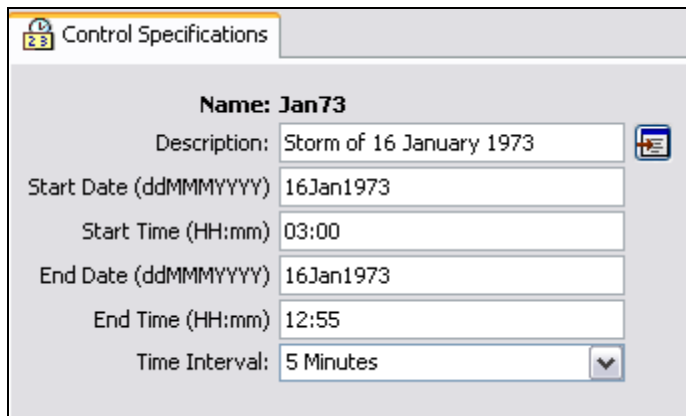 Control Specifications
Name: Jan73
Description: Storm of 16 January 1973
Start Date (ddMMMYYYY) 16Jan1973
Start Time (HH:mm) 03:00
End Date (ddMMMYYYY) 16Jan1973
End Time (HH:mm) 12:55
Time Interval: 5 Minutes